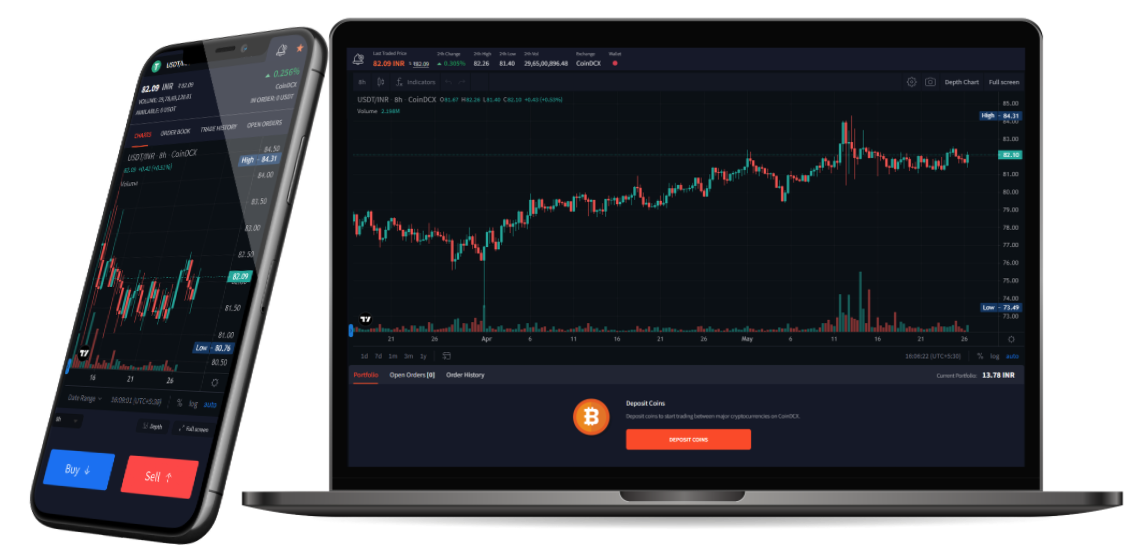 USDT/...
82.09 INR ₹ 82.09
0.256%
VOLUME: 29,78,89,120.81
CoinDCX
AVAILABLE: 0 USDT
IN ORDER: 0 USDT
CHARTS ORDER BOOK TRADE HISTORY OPEN ORDERS
USDT/INR · 8h · CoinDCX
82.09 +0.42 (+0.51%)
Volume
84.50
High - 84.31
84.00
83.50
83.00
82.50
82.09
81.50
81.00
Low - 80.76
80.50
16 21 26
Date Range 16:06:01 (UTC+5:30) % log auto
8h Depth Full screen
Buy ↓ Sell ↑
Last Traded Price 24h Change 24h High 24h Low 24h Vol Exchange Wallet
82.09 INR ₹ 82.09 0.305% 82.26 81.40 29,65,00,896.48 CoinDCX
8h Indicators Depth Chart Full screen
USDT/INR · 8h · CoinDCX O81.67 H82.26 L81.40 C82.10 +0.43 (+0.53%)
Volume 2.288M
85.00
High - 84.31
84.00
83.00
82.10
81.00
80.00
79.00
78.00
77.00
76.00
75.00
74.00
Low - 73.49
73.00
21 26 Apr 6 11 16 21 26 May 6 11 16 21 26
1d 7d 1m 3m 1y 16:06:22 (UTC+5:30) % log auto
Portfolio Open Orders [0] Order History Current Portfolio: 13.78 INR
Deposit Coins
Deposit coins to start trading between major cryptocurrencies on CoinDCX.
DEPOSIT COINS